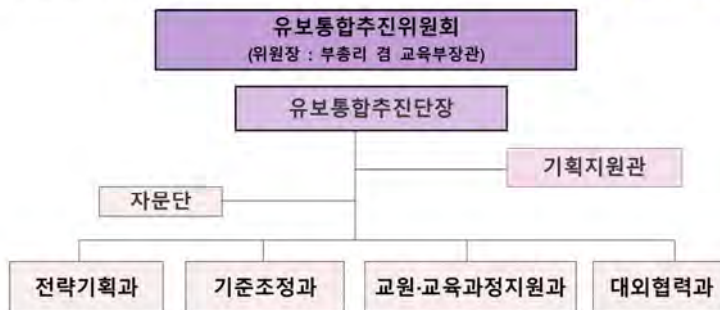 유보통합추진위원회
(위원장 : 부총리 겸 교육부장관)
유보통합추진단장
기획지원관
자문단
전략기획과
기준조정과
교원·교육과정지원과
대외협력과